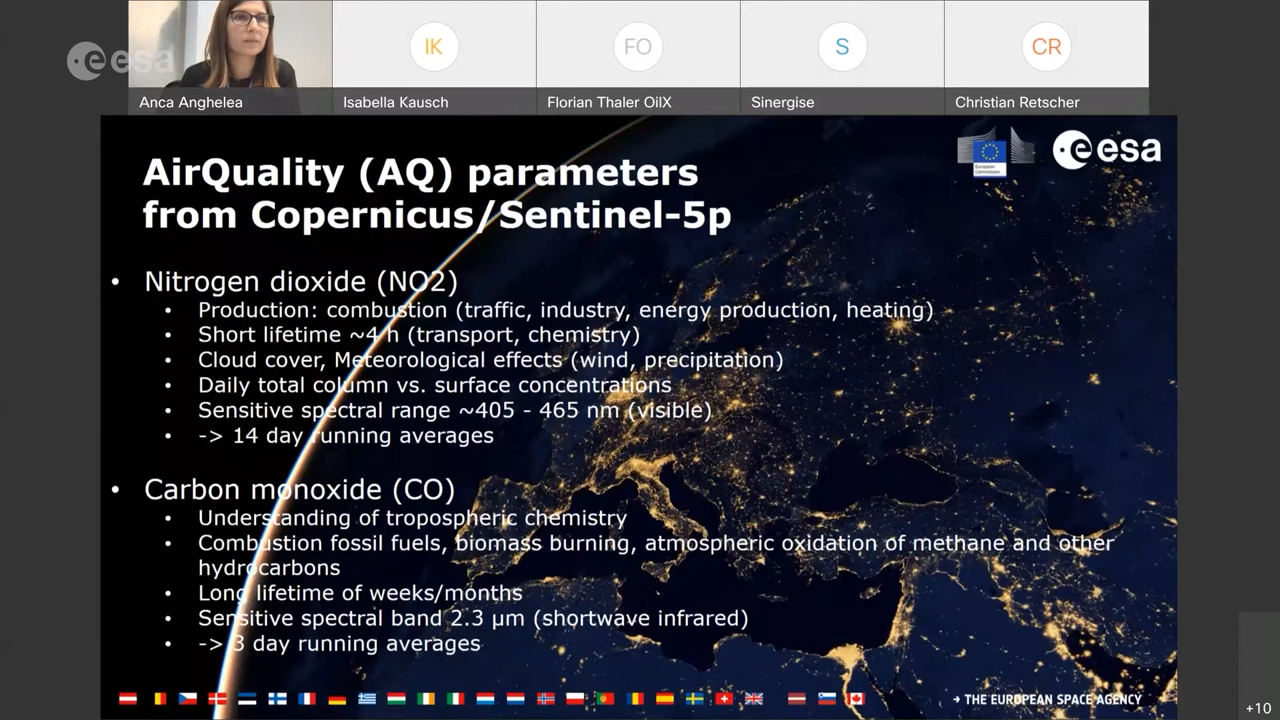 esa
IK
FO
S
CR
Anca Anghelea
Isabella Kausch
Florian Thaler OilX
Sinergise
Christian Retscher
European
Commission
esa
AirQuality (AQ) parameters
from Copernicus/Sentinel-5p
• Nitrogen dioxide (NO2)
• Production: combustion (traffic, industry, energy production, heating)
• Short lifetime ~4 h (transport, chemistry)
• Cloud cover, Meteorological effects (wind, precipitation)
• Daily total column vs. surface concentrations
• Sensitive spectral range ~405 - 465 nm (visible)
• -> 14 day running averages
• Carbon monoxide (CO)
• Understanding of tropospheric chemistry
• Combustion fossil fuels, biomass burning, atmospheric oxidation of methane and other
hydrocarbons
• Long lifetime of weeks/months
• Sensitive spectral band 2.3 µm (shortwave infrared)
• -> 3 day running averages
→ THE EUROPEAN SPACE AGENCY
+10